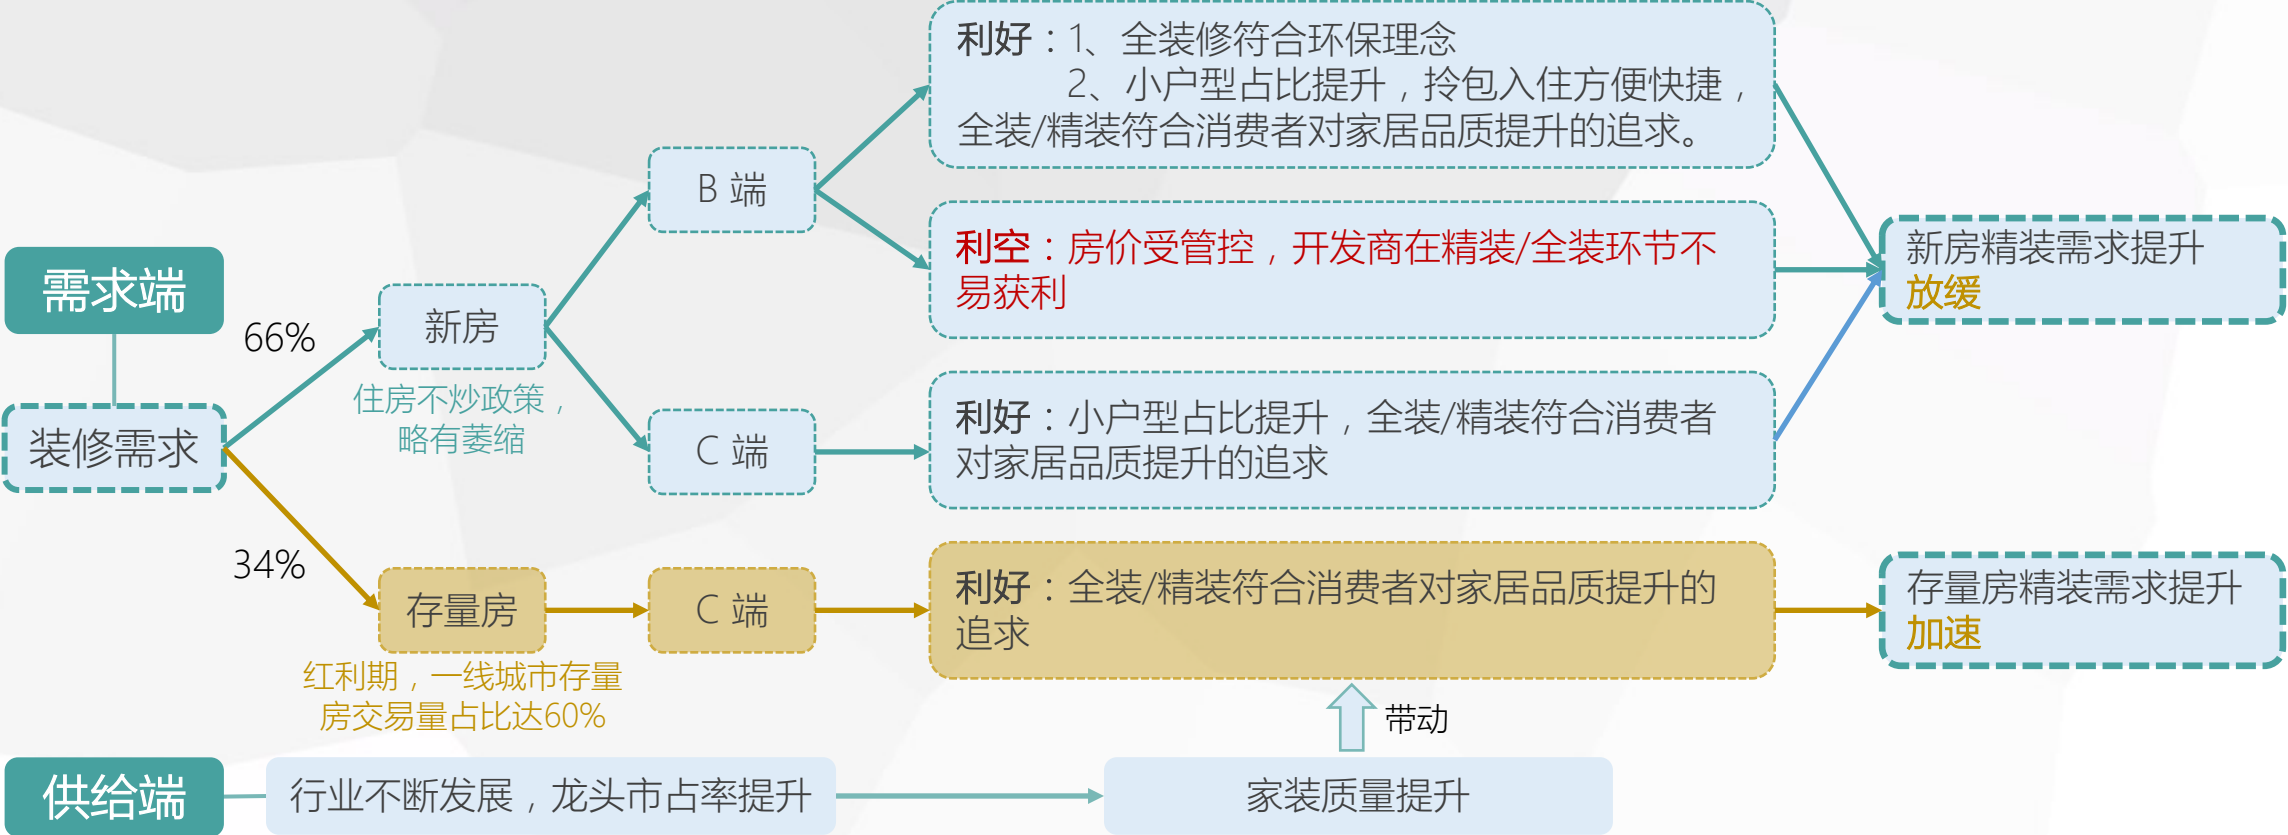 需求端
装修需求
66%
34%
新房
住房不炒政策，
略有萎缩
存量房
红利期，一线城市存量
房交易量占比达60%
B 端
C 端
C 端
利好：1、全装修符合环保理念
2、小户型占比提升，拎包入住方便快捷，
全装/精装符合消费者对家居品质提升的追求。
利空：房价受管控，开发商在精装/全装环节不
易获利
利好：小户型占比提升，全装/精装符合消费者
对家居品质提升的追求
利好：全装/精装符合消费者对家居品质提升的
追求
新房精装需求提升
放缓
存量房精装需求提升
加速
带动
供给端
行业不断发展，龙头市占率提升
家装质量提升